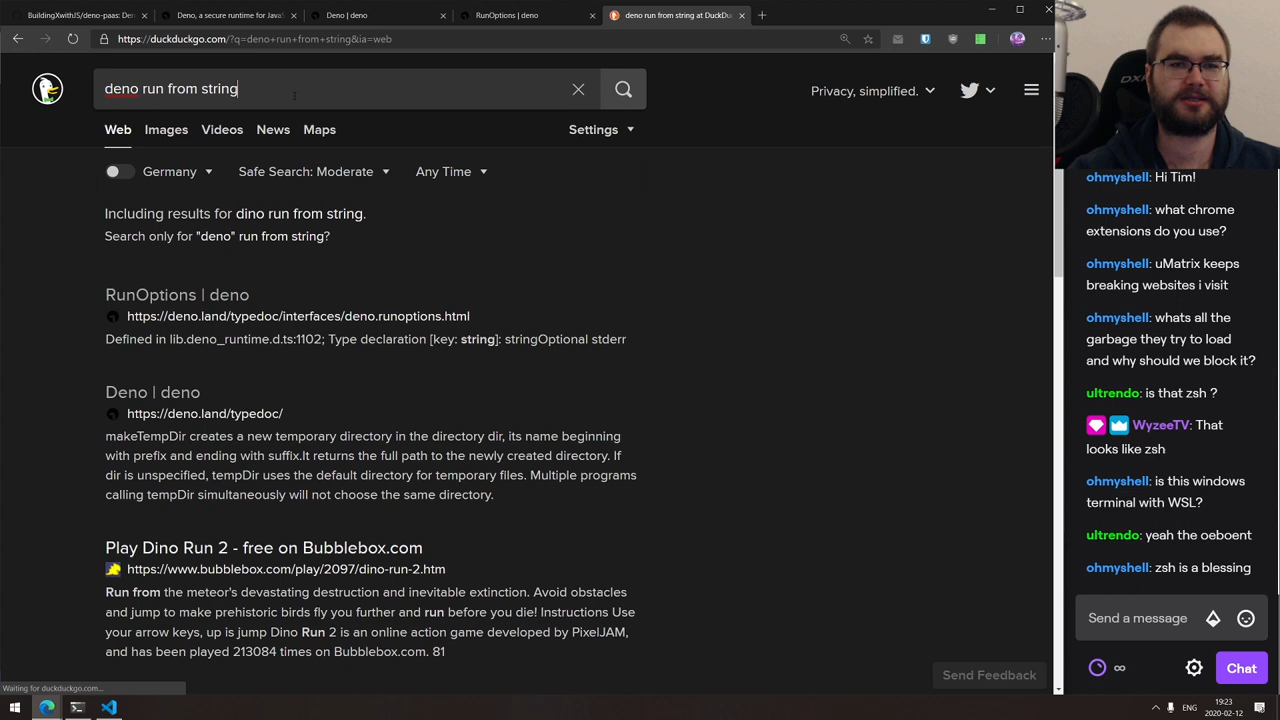 BuildingXwithJS/deno-paas: Den
Deno, a secure runtime for JavaS
Deno | deno
RunOptions | deno
deno run from string at DuckDu
https://duckduckgo.com/?q=deno+run+from+string&ia=web
deno run from string
Privacy, simplified.
Web
Images
Videos
News
Maps
Settings
Germany
Safe Search: Moderate
Any Time
Including results for dino run from string.
Search only for "deno" run from string?
RunOptions | deno
https://deno.land/typedoc/interfaces/deno.runoptions.html
Defined in lib.deno_runtime.d.ts:1102; Type declaration [key: string]: stringOptional stderr
Deno | deno
https://deno.land/typedoc/
makeTempDir creates a new temporary directory in the directory dir, its name beginning
with prefix and ending with suffix.It returns the full path to the newly created directory. If
dir is unspecified, tempDir uses the default directory for temporary files. Multiple programs
calling tempDir simultaneously will not choose the same directory.
Play Dino Run 2 - free on Bubblebox.com
https://www.bubblebox.com/play/2097/dino-run-2.htm
Run from the meteor's devastating destruction and inevitable extinction. Avoid obstacles
and jump to make prehistoric birds fly you further and run before you die! Instructions Use
your arrow keys, up is jump Dino Run 2 is an online action game developed by PixelJAM,
and has been played 213084 times on Bubblebox.com. 81
Send Feedback
Waiting for duckduckgo.com...
DXR
ohmyshell: Hi Tim!
ohmyshell: what chrome
extensions do you use?
ohmyshell: uMatrix keeps
breaking websites i visit
ohmyshell: whats all the
garbage they try to load
and why should we block it?
ultrendo: is that zsh ?
WyzeeTV: That
looks like zsh
ohmyshell: is this windows
terminal with WSL?
ultrendo: yeah the oeboent
ohmyshell: zsh is a blessing
Send a message
∞
Chat
ENG
19:23
2020-02-12